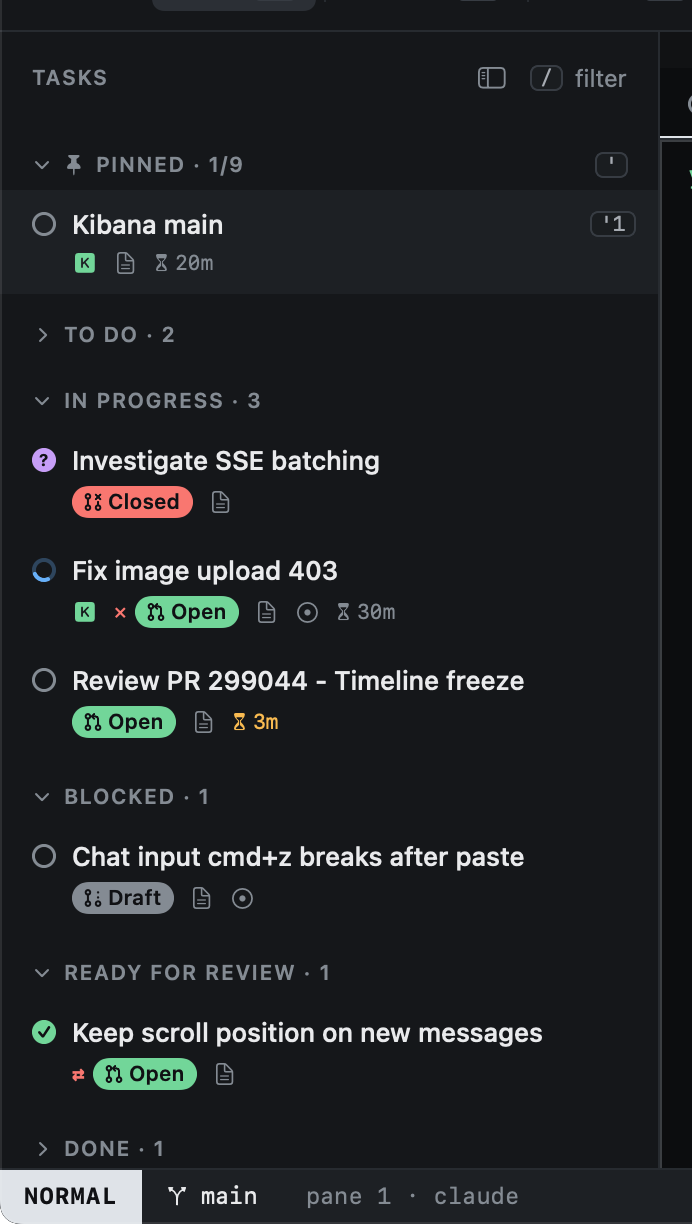 TASKS / filter
PINNED · 1/9 '
Kibana main '1
K 20m
TO DO · 2
IN PROGRESS · 3
? Investigate SSE batching
Closed
Fix image upload 403
K × Open 30m
Review PR 299044 - Timeline freeze
Open 3m
BLOCKED · 1
Chat input cmd+z breaks after paste
Draft
READY FOR REVIEW · 1
Keep scroll position on new messages
Open
DONE · 1
NORMAL main pane 1 · claude